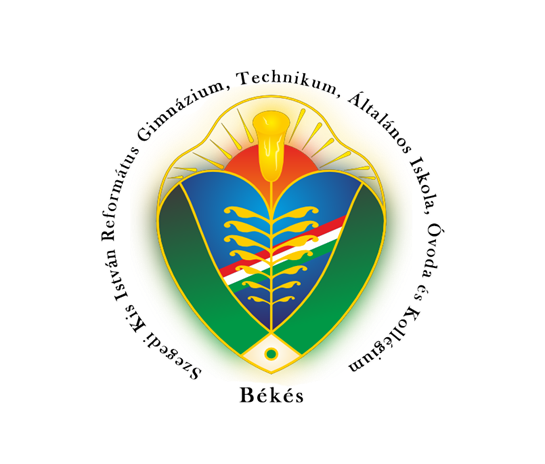 Szegedi Kis István Református Gimnázium, Technikum, Általános Iskola, Óvoda és Kollégium
Békés